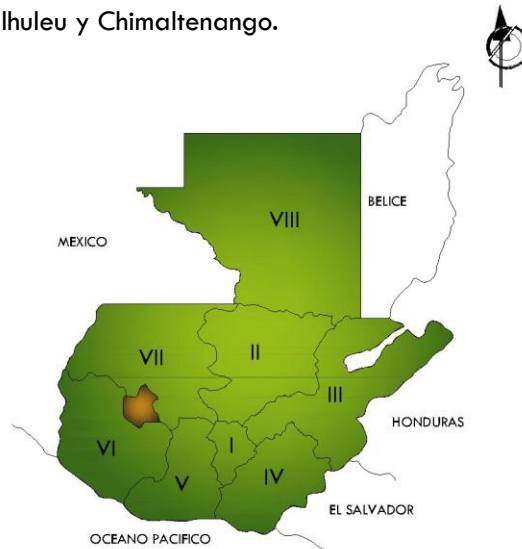 lhuleu y Chimaltenango.
VIII
BELICE
MEXICO
VII
II
III
HONDURAS
VI
I
V
IV
EL SALVADOR
OCEANO PACIFICO